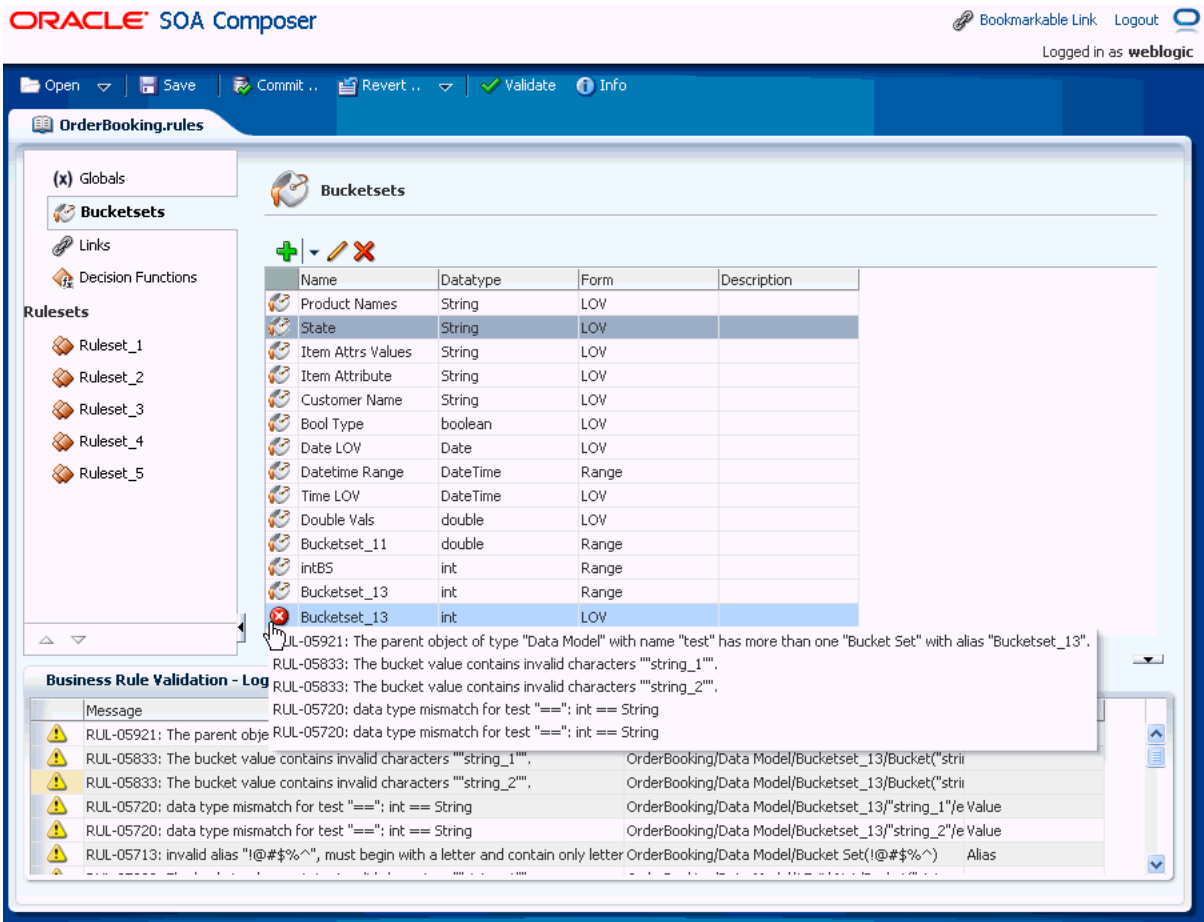 ORACLE SOA Composer
Bookmarkable Link Logout
Logged in as weblogic
Open Save Commit .. Revert .. Validate Info
OrderBooking.rules
(x) Globals
Bucketsets
Links
Decision Functions
Rulesets
Ruleset_1
Ruleset_2
Ruleset_3
Ruleset_4
Ruleset_5
Bucketsets
Name Datatype Form Description
Product Names String LOV
State String LOV
Item Attrs Values String LOV
Item Attribute String LOV
Customer Name String LOV
Bool Type boolean LOV
Date LOV Date LOV
Datetime Range DateTime Range
Time LOV DateTime LOV
Double Vals double LOV
Bucketset_11 double Range
intBS int Range
Bucketset_13 int Range
Bucketset_13 int LOV
RUL-05921: The parent object of type "Data Model" with name "test" has more than one "Bucket Set" with alias "Bucketset_13".
RUL-05833: The bucket value contains invalid characters ""string_1"".
RUL-05833: The bucket value contains invalid characters ""string_2"".
RUL-05720: data type mismatch for test "==": int == String
RUL-05720: data type mismatch for test "==": int == String
Business Rule Validation - Log
Message
RUL-05921: The parent obje
RUL-05833: The bucket value contains invalid characters ""string_1"". OrderBooking/Data Model/Bucketset_13/Bucket("stri
RUL-05833: The bucket value contains invalid characters ""string_2"". OrderBooking/Data Model/Bucketset_13/Bucket("stri
RUL-05720: data type mismatch for test "==": int == String OrderBooking/Data Model/Bucketset_13/"string_1"/e Value
RUL-05720: data type mismatch for test "==": int == String OrderBooking/Data Model/Bucketset_13/"string_2"/e Value
RUL-05713: invalid alias "!@#$%^", must begin with a letter and contain only letter OrderBooking/Data Model/Bucket Set(!@#$%^) Alias